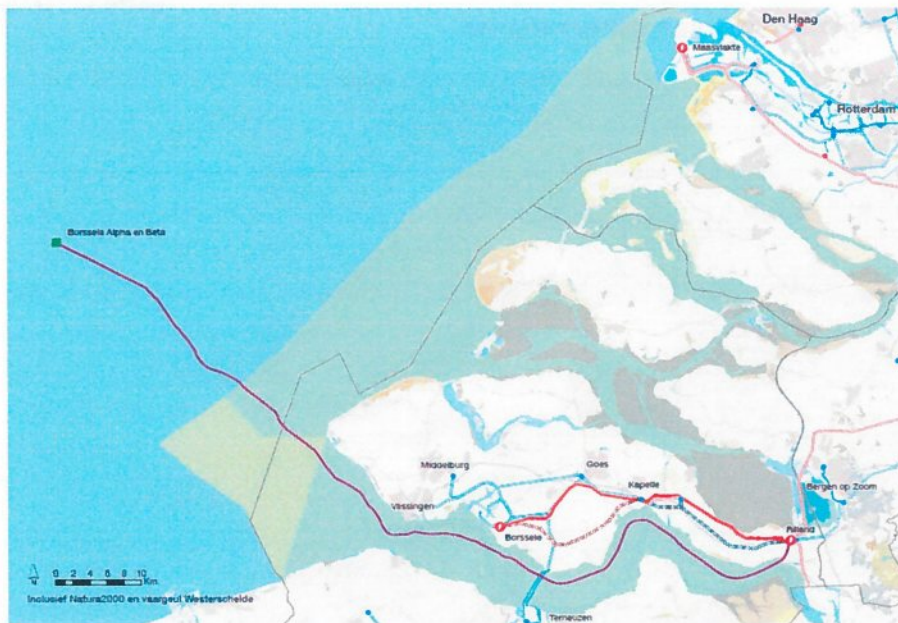 Den Haag
Maasvlakte
Rotterdam
Borssele Alpha en Beta
Middelburg
Goes
Kapelle
Bergen op Zoom
Vlissingen
Borssele
Rilland
N
0 2 4 6 8 10
Km.
Inclusief Natura2000 en vaargeul Westerschelde
Terneuzen